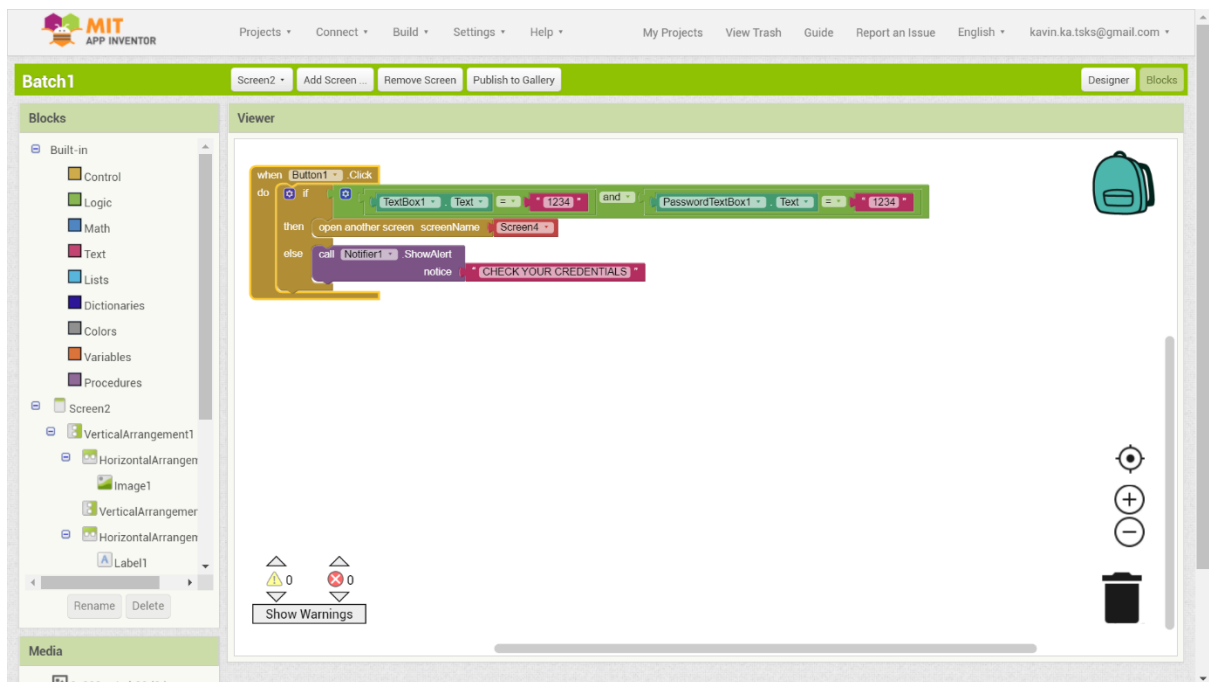 MIT
APP INVENTOR
Projects Connect Build Settings Help My Projects View Trash Guide Report an Issue English kavin.ka.tsks@gmail.com
Batch1
Screen2 Add Screen ... Remove Screen Publish to Gallery Designer Blocks
Blocks
Viewer
Built-in
Control
Logic
Math
Text
Lists
Dictionaries
Colors
Variables
Procedures
Screen2
VerticalArrangement1
HorizontalArrangen
Image1
VerticalArrangemer
HorizontalArrangen
Label1
Rename Delete
Media
when Button1 .Click
do if TextBox1 . Text = " 1234 " and PasswordTextBox1 . Text = " 1234 "
then open another screen screenName Screen4
else call Notifier1 .ShowAlert
notice " CHECK YOUR CREDENTIALS "
0 0
Show Warnings